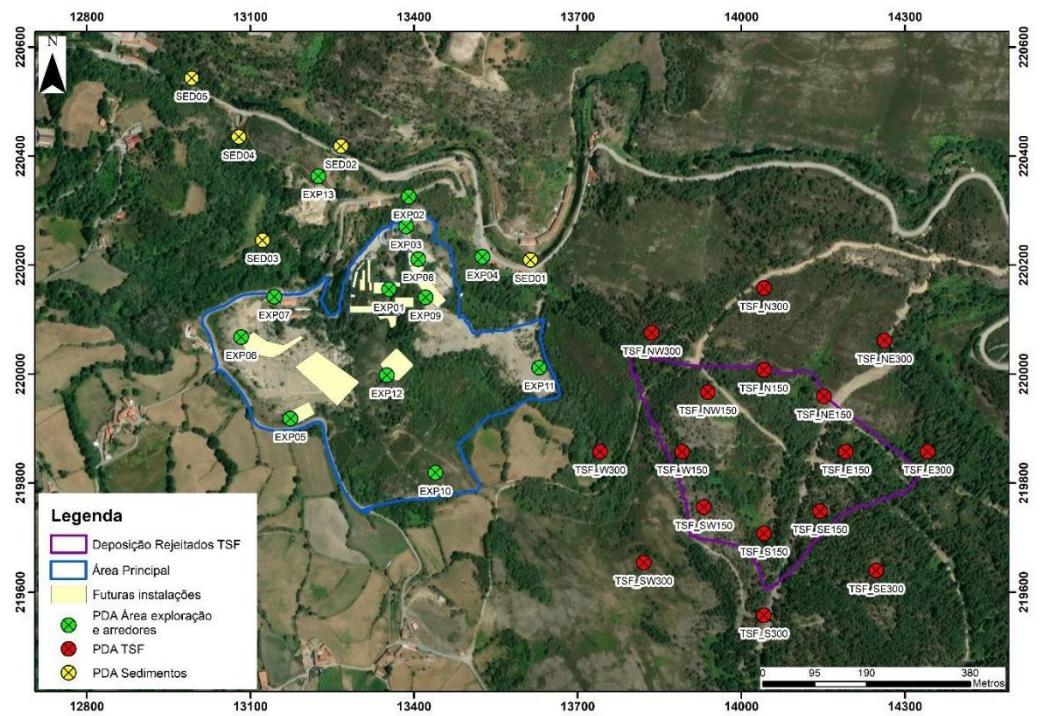 12800 13100 13400 13700 14000 14300
220600 220600
N
SED05
SED04
SED02
220400 220400
EXP13
EXP02
EXP03
SED03
EXP08
EXP04
SED01
220200 220200
TSF_N300
EXP07
EXP01
EXP09
EXP06
TSF_NW300
TSF_NE300
220000 220000
EXP12
EXP11
TSF_N150
TSF_NW150
TSF_NE150
EXP05
TSF_W300
TSF_W150
TSF_E150
TSF_E300
EXP10
219800 219800
TSF_SW150
TSF_SE150
TSF_S150
TSF_SW300
TSF_SE300
219600 219600
TSF_S300
Legenda
Deposição Rejeitados TSF
Área Principal
Futuras instalações
PDA Área exploração
e arredores
PDA TSF
PDA Sedimentos
0 95 190 380
Metros
12800 13100 13400 13700 14000 14300